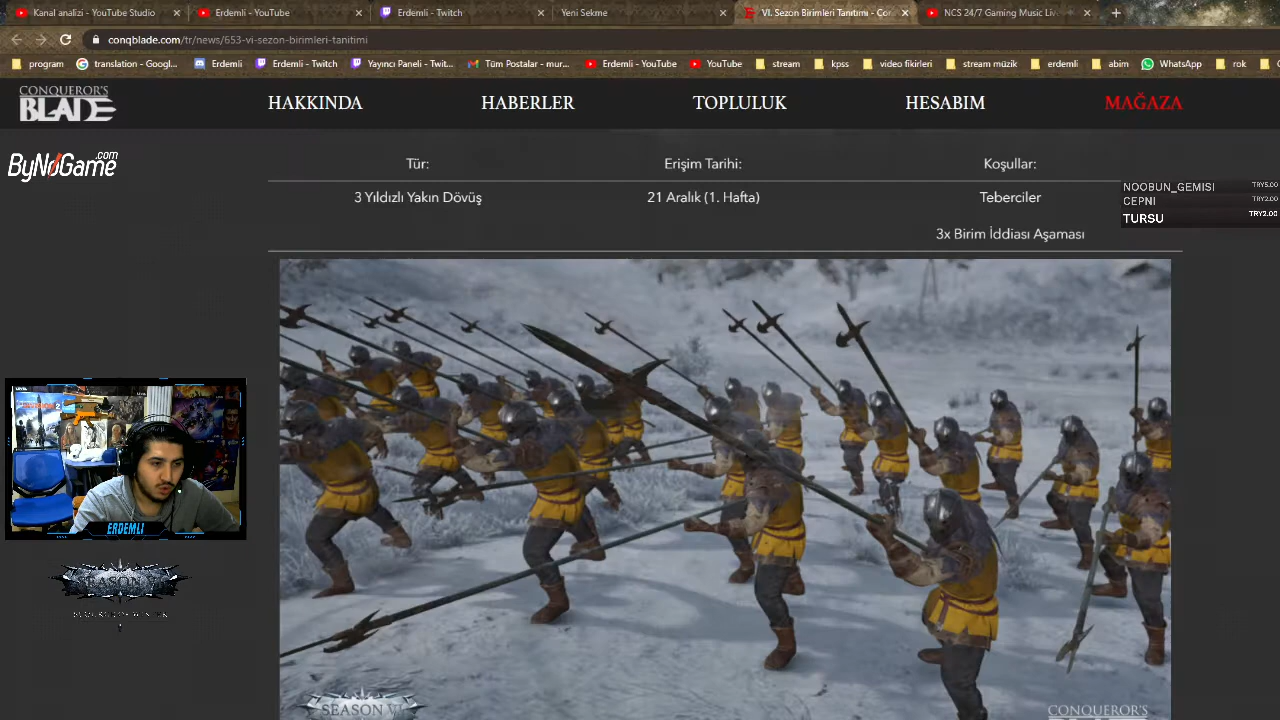 Kanal analizi - YouTube Studio
Erdemli - YouTube
Erdemli - Twitch
Yeni Sekme
VI. Sezon Birimleri Tanıtımı - Con
NCS 24/7 Gaming Music Live
conqblade.com/tr/news/653-vi-sezon-birimleri-tanitimi
program
translation - Googl...
Erdemli
Erdemli - Twitch
Yayıncı Paneli - Twit...
Tüm Postalar - mur...
Erdemli - YouTube
YouTube
stream
kpss
video fikirleri
stream müzik
erdemli
abim
WhatsApp
rok
CONQUEROR'S
BLADE
HAKKINDA
HABERLER
TOPLULUK
HESABIM
MAĞAZA
ByNoGame.com
Tür:
Erişim Tarihi:
Koşullar:
3 Yıldızlı Yakın Dövüş
21 Aralık (1. Hafta)
Teberciler
3x Birim İddiası Aşaması
NOOBUN_GEMISI TRY5.00
CEPNI TRY2.00
TURSU TRY2.00
ERDEMLI
SEASON VI
SEASON VI
CONQUEROR'S